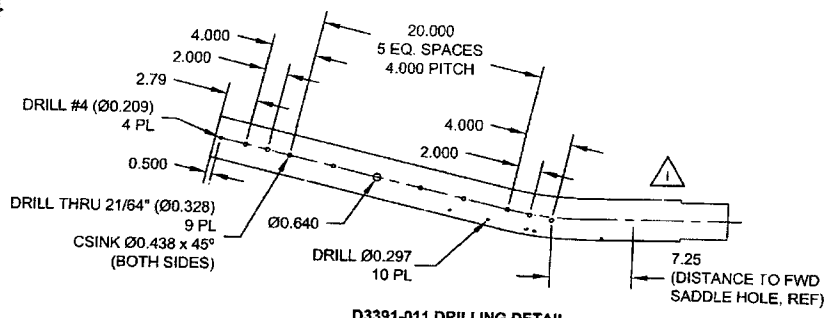 20.000
5 EQ. SPACES
4.000 PITCH
4.000
2.000
2.79
DRILL #4 (Ø0.209)
4 PL
0.500
DRILL THRU 21/64" (Ø0.328)
9 PL
CSINK Ø0.438 x 45°
(BOTH SIDES)
Ø0.640
DRILL Ø0.297
10 PL
4.000
2.000
7.25
(DISTANCE TO FWD
SADDLE HOLE, REF)
D3391-011 DRILLING DETAIL